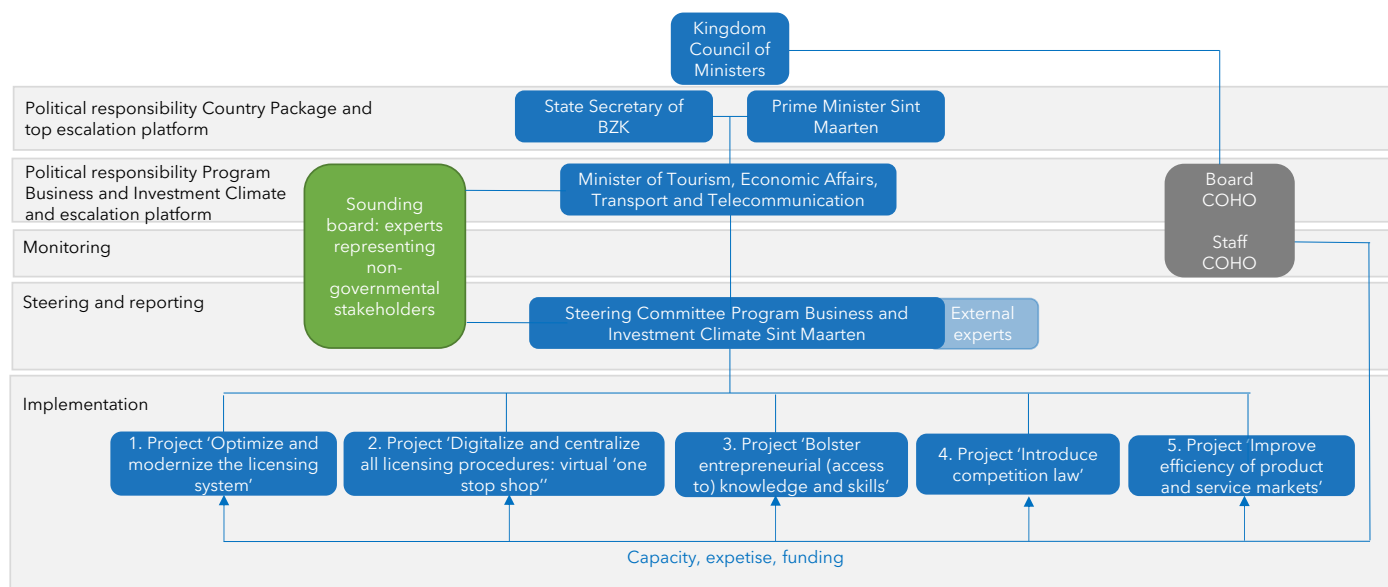 Kingdom
Council of
Ministers
Political responsibility Country Package and
top escalation platform
State Secretary of
BZK
Prime Minister Sint
Maarten
Political responsibility Program
Business and Investment Climate
and escalation platform
Sounding
board: experts
representing
non-
governmental
stakeholders
Minister of Tourism, Economic Affairs,
Transport and Telecommunication
Board
COHO
Staff
COHO
Monitoring
Steering and reporting
Steering Committee Program Business and
Investment Climate Sint Maarten
External
experts
Implementation
1. Project ‘Optimize and
modernize the licensing
system’
2. Project ‘Digitalize and centralize
all licensing procedures: virtual ‘one
stop shop’’
3. Project ‘Bolster
entrepreneurial (access
to) knowledge and skills’
4. Project ‘Introduce
competition law’
5. Project ‘Improve
efficiency of product
and service markets’
Capacity, expetise, funding